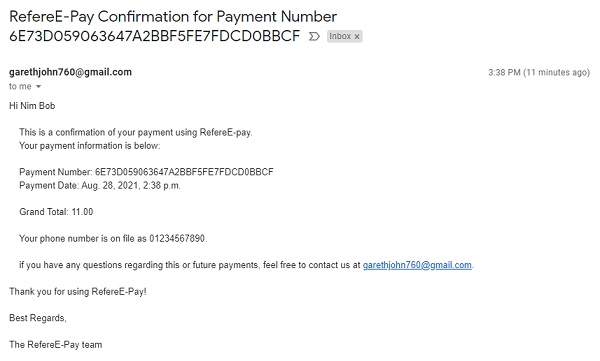 RefereE-Pay Confirmation for Payment Number
6E73D059063647A2BBF5FE7FDCD0BBCF Inbox x
garethjohn760@gmail.com 3:38 PM (11 minutes ago)
to me
Hi Nim Bob
This is a confirmation of your payment using RefereE-pay.
Your payment information is below:
Payment Number: 6E73D059063647A2BBF5FE7FDCD0BBCF
Payment Date: Aug. 28, 2021, 2:38 p.m.
Grand Total: 11.00
Your phone number is on file as 01234567890.
if you have any questions regarding this or future payments, feel free to contact us at garethjohn760@gmail.com.
Thank you for using RefereE-Pay!
Best Regards,
The RefereE-Pay team